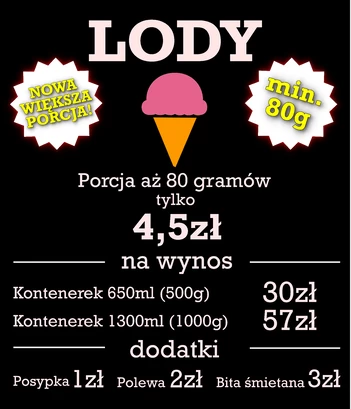 LODY
NOWA
WIĘKSZA
PORCJA!
min.
80g
Porcja aż 80 gramów
tylko
4,5zł
na wynos
Kontenerek 650ml (500g) 30zł
Kontenerek 1300ml (1000g) 57zł
dodatki
Posypka 1zł Polewa 2zł Bita śmietana 3zł